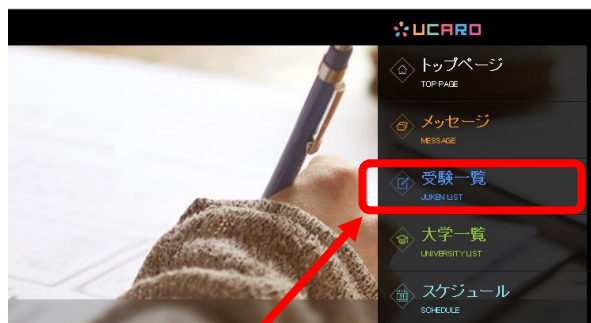 UCARO
トップページ
TOP PAGE
メッセージ
MESSAGE
受験一覧
JUKEN LIST
大学一覧
UNIVERSITY LIST
スケジュール
SCHEDULE